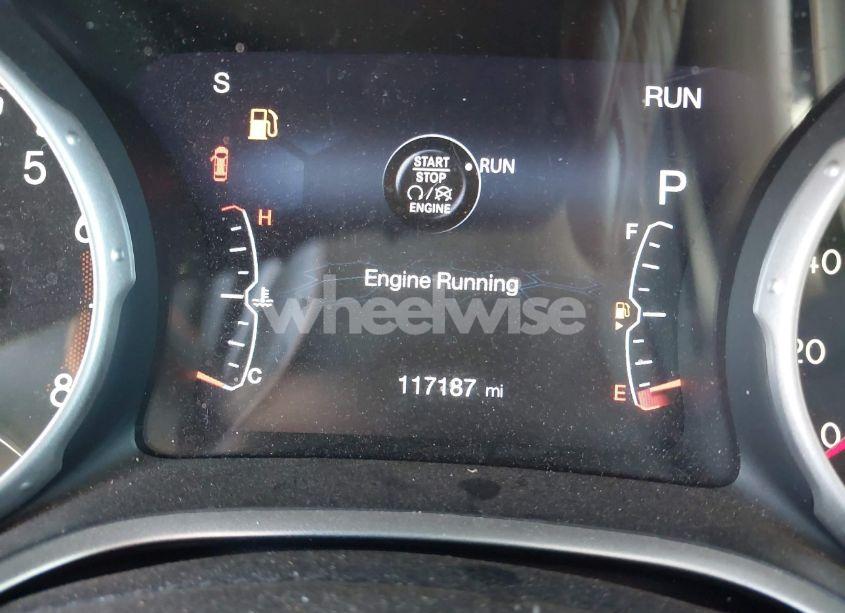 S
RUN
5
START
STOP
ENGINE
RUN
P
6
H
F
Engine Running
wheelwise
40
20
8
C
117187 mi
E
0